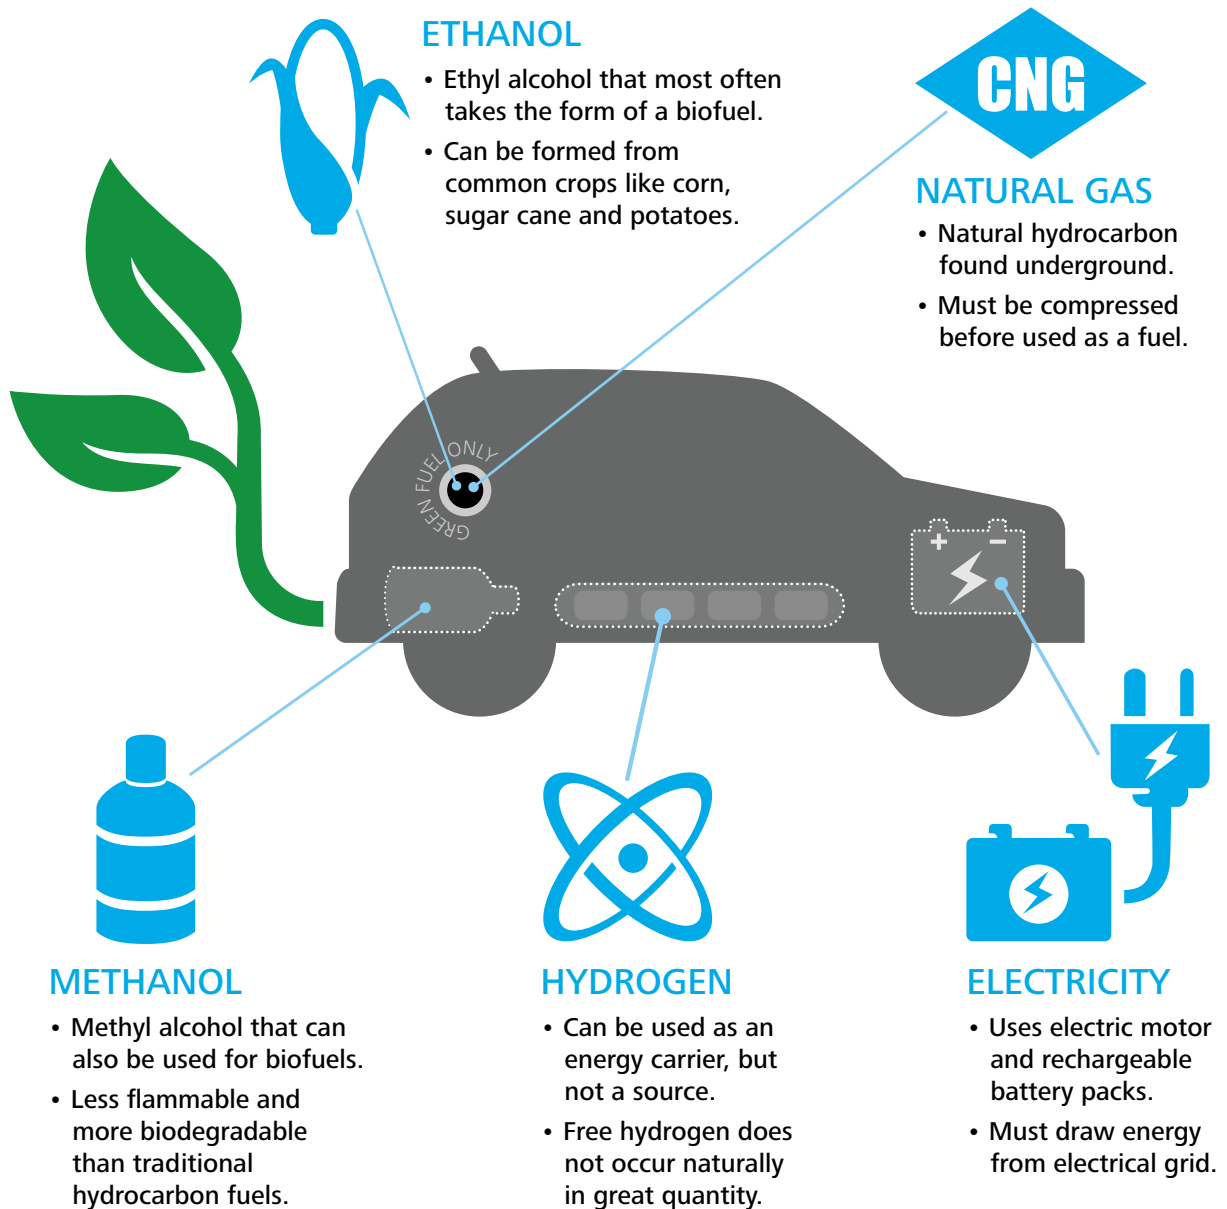 ETHANOL
• Ethyl alcohol that most often
takes the form of a biofuel.
• Can be formed from
common crops like corn,
sugar cane and potatoes.
CNG
NATURAL GAS
• Natural hydrocarbon
found underground.
• Must be compressed
before used as a fuel.
GREEN FUEL ONLY
+ −
METHANOL
• Methyl alcohol that can
also be used for biofuels.
• Less flammable and
more biodegradable
than traditional
hydrocarbon fuels.
HYDROGEN
• Can be used as an
energy carrier, but
not a source.
• Free hydrogen does
not occur naturally
in great quantity.
ELECTRICITY
• Uses electric motor
and rechargeable
battery packs.
• Must draw energy
from electrical grid.